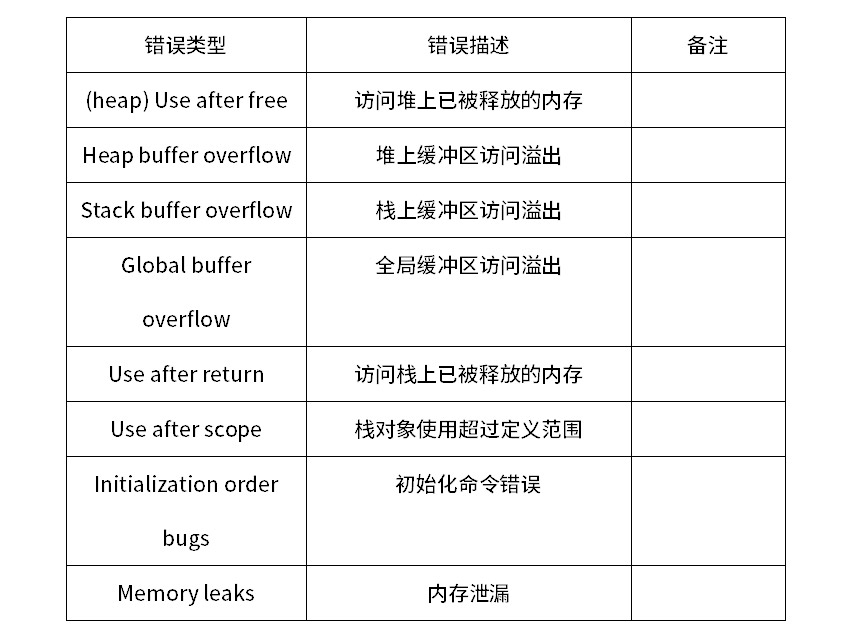 错误类型 错误描述 备注
(heap) Use after free 访问堆上已被释放的内存
Heap buffer overflow 堆上缓冲区访问溢出
Stack buffer overflow 栈上缓冲区访问溢出
Global buffer 全局缓冲区访问溢出
overflow
Use after return 访问栈上已被释放的内存
Use after scope 栈对象使用超过定义范围
Initialization order 初始化命令错误
bugs
Memory leaks 内存泄漏